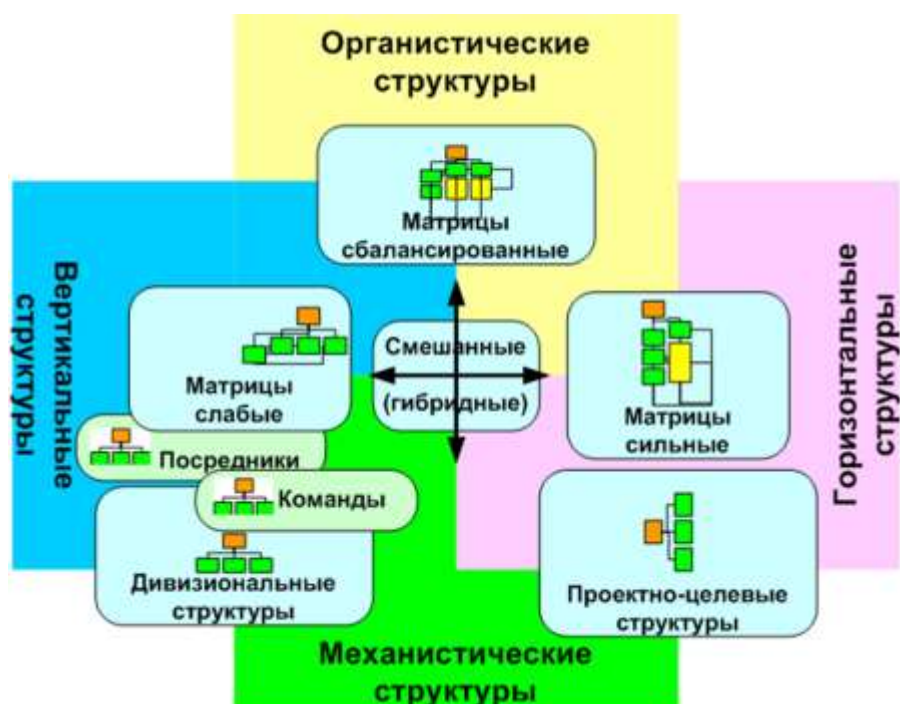 Органистические
структуры
Матрицы
сбалансированные
Вертикальные
структуры
Горизонтальные
структуры
Смешанные
(гибридные)
Матрицы
слабые
Матрицы
сильные
Посредники
Команды
Дивизиональные
структуры
Проектно-целевые
структуры
Механистические
структуры